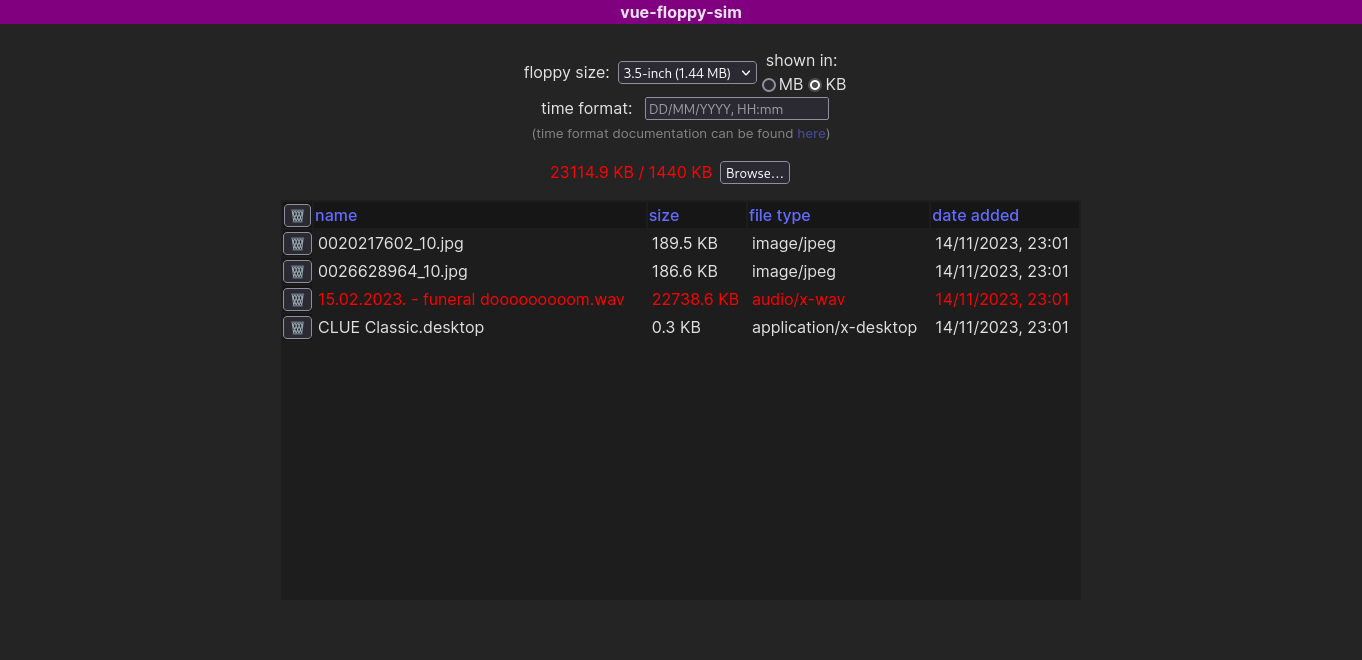 vue-floppy-sim
shown in:
floppy size: 3.5-inch (1.44 MB)
MB KB
time format: DD/MM/YYYY, HH:mm
(time format documentation can be found here)
23114.9 KB / 1440 KB Browse...
name size file type date added
0020217602_10.jpg 189.5 KB image/jpeg 14/11/2023, 23:01
0026628964_10.jpg 186.6 KB image/jpeg 14/11/2023, 23:01
15.02.2023. - funeral dooooooooom.wav 22738.6 KB audio/x-wav 14/11/2023, 23:01
CLUE Classic.desktop 0.3 KB application/x-desktop 14/11/2023, 23:01